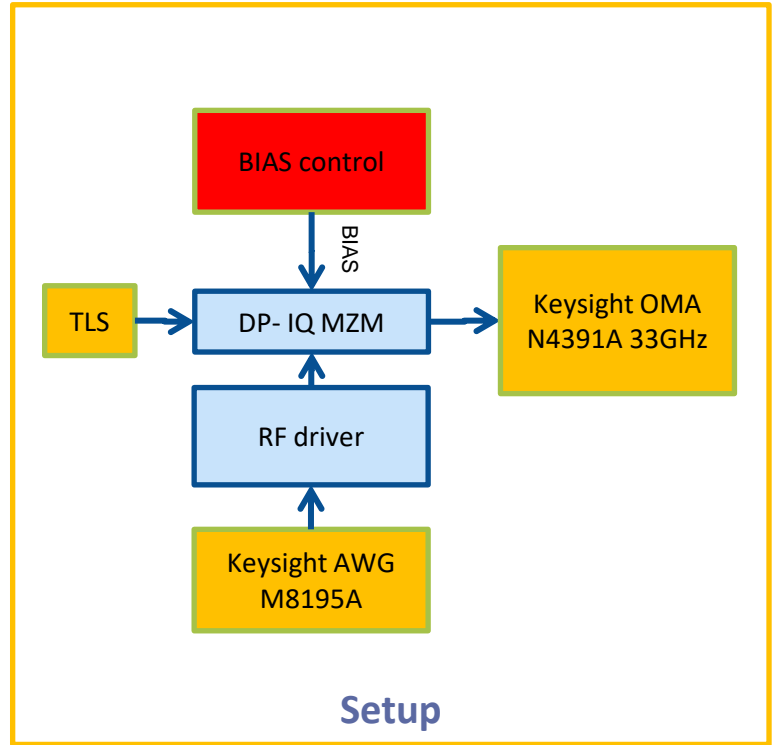 BIAS control
BIAS
TLS
DP- IQ MZM
Keysight OMA
N4391A 33GHz
RF driver
Keysight AWG
M8195A
Setup